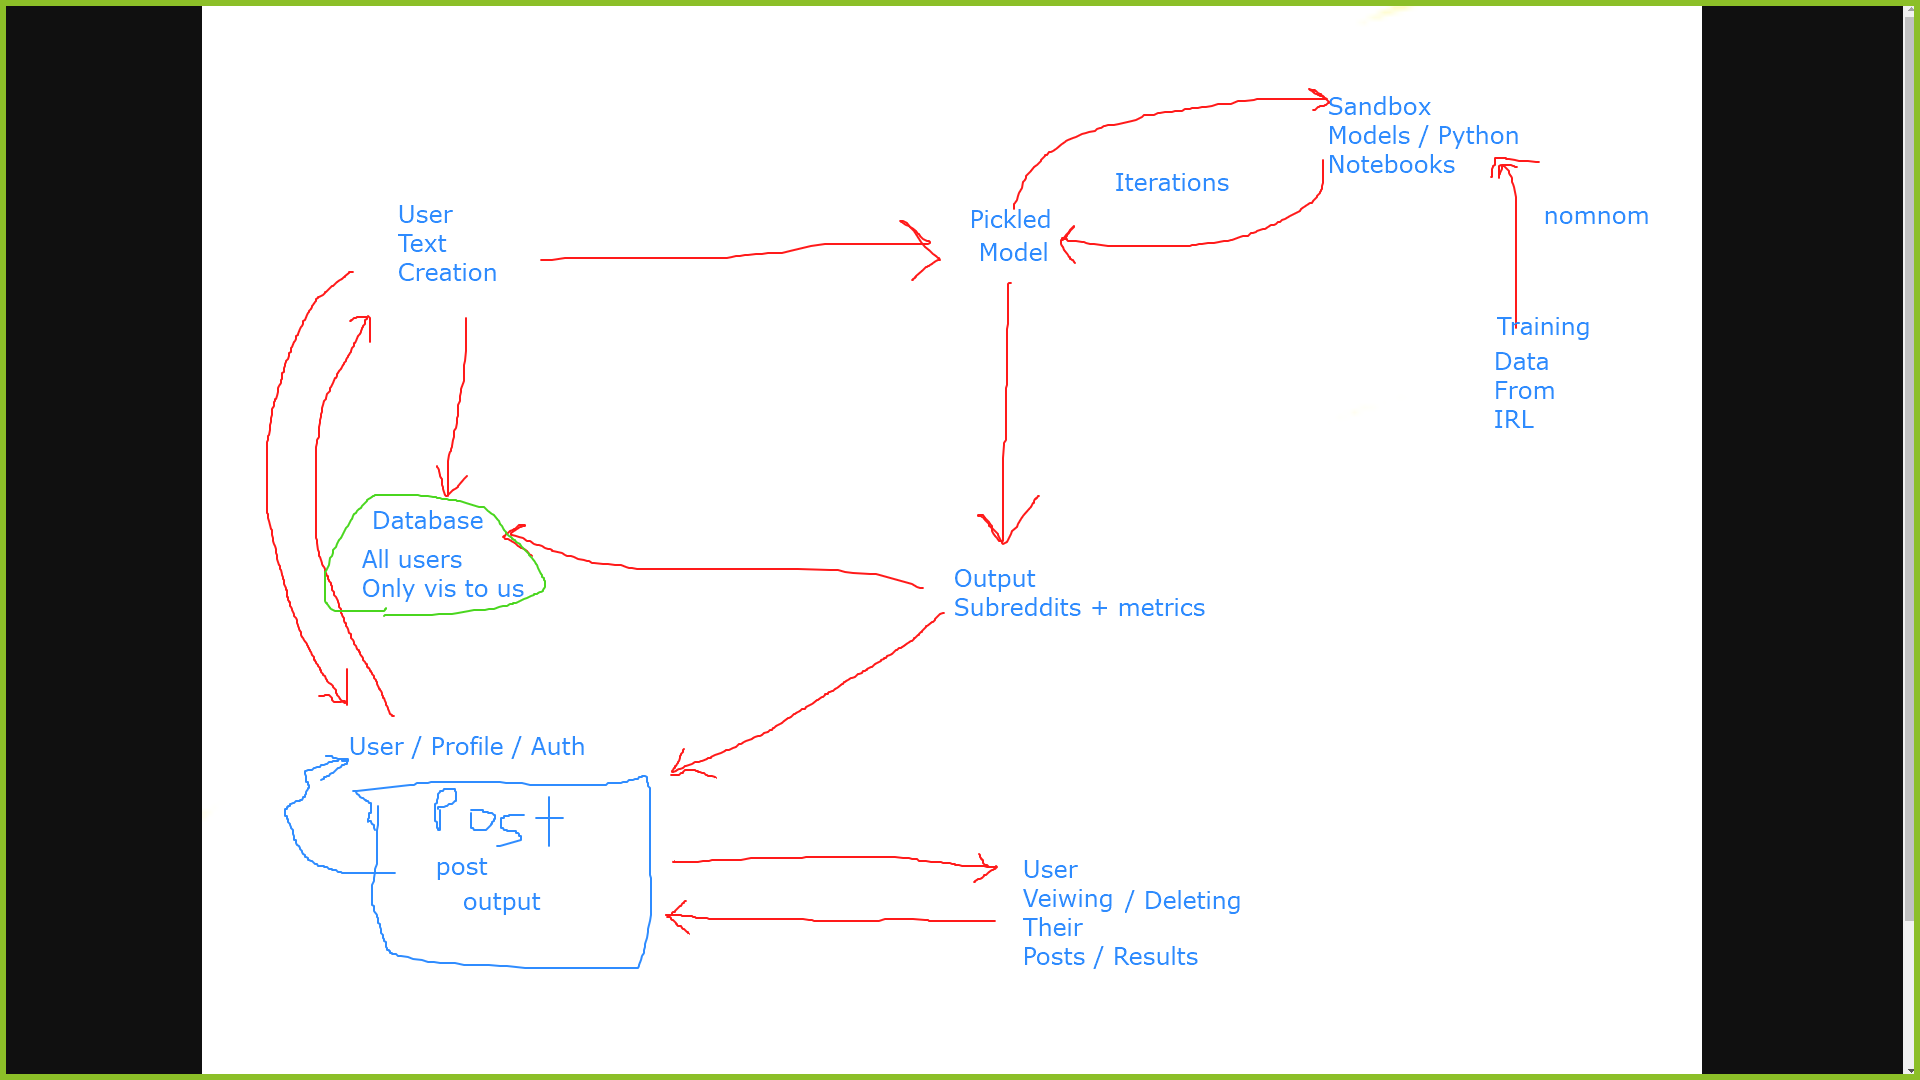 Sandbox
Models / Python
Notebooks
Iterations
User
Text
Creation
Pickled
Model
nomnom
Training
Data
From
IRL
Database
All users
Only vis to us
Output
Subreddits + metrics
User / Profile / Auth
Post
post
output
User
Veiwing / Deleting
Their
Posts / Results